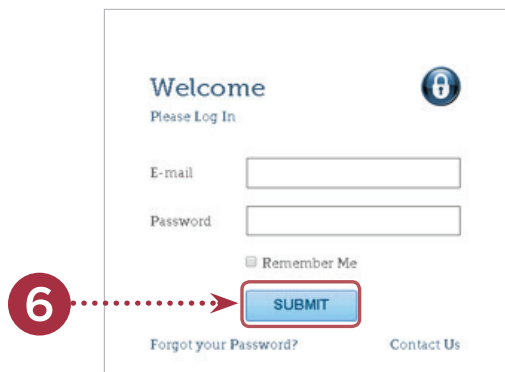 Welcome
Please Log In
E-mail
Password
Remember Me
6 SUBMIT
Forgot your Password? Contact Us